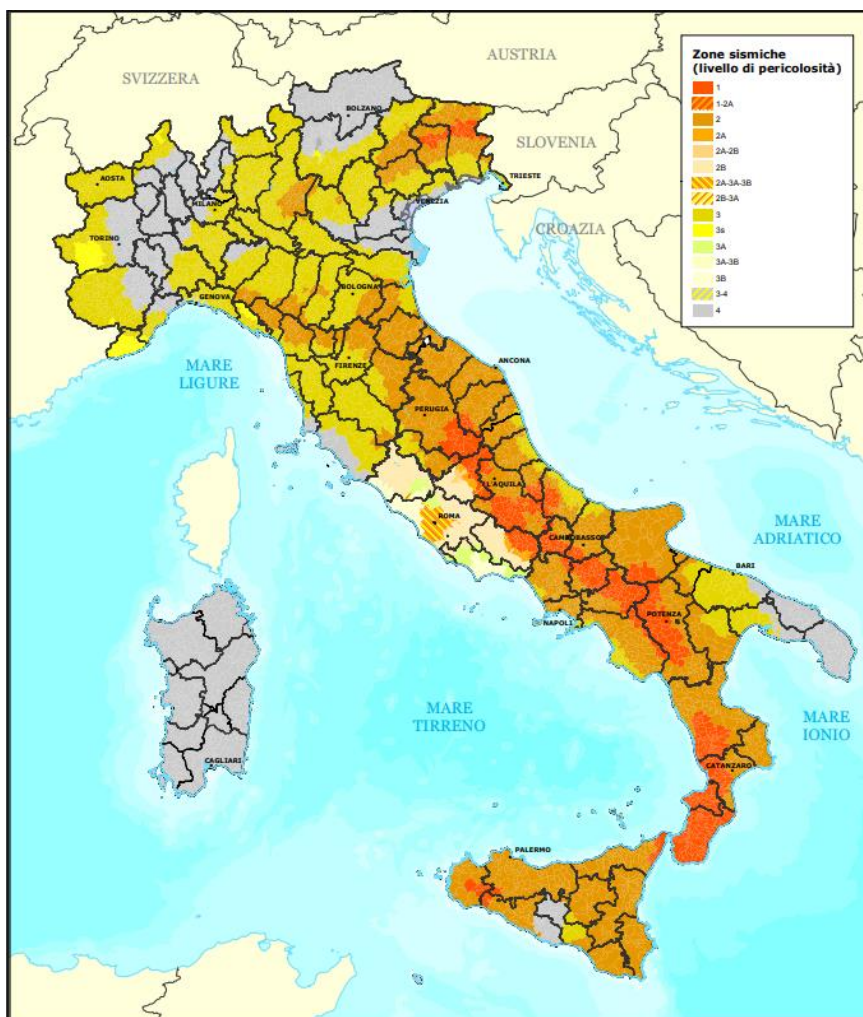 AUSTRIA
SVIZZERA
BOLZANO
SLOVENIA
AOSTA
TRIESTE
MILANO
VENEZIA
CROAZIA
TORINO
BOLOGNA
GENOVA
MARE
LIGURE
FIRENZE
ANCONA
PERUGIA
L'AQUILA
ROMA
MARE
ADRIATICO
CAMPOBASSO
BARI
NAPOLI
POTENZA
MARE
TIRRENO
MARE
IONIO
CAGLIARI
CATANZARO
PALERMO
Zone sismiche
(livello di pericolosità)
1
1-2A
2
2A
2A-2B
2B
2A-3A-3B
2B-3A
3
3s
3A
3A-3B
3B
3-4
4